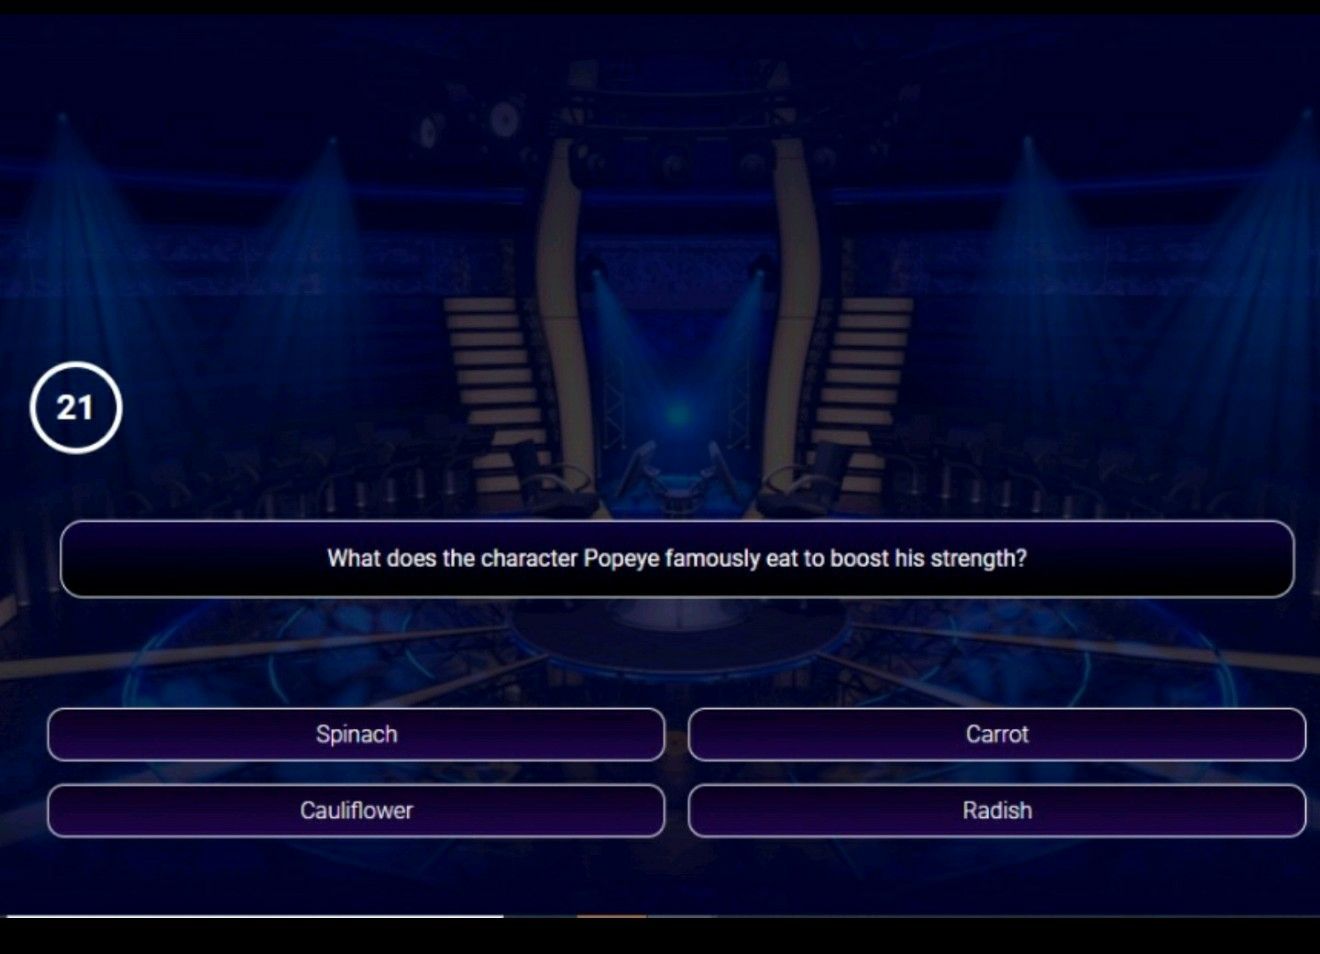 21
What does the character Popeye famously eat to boost his strength?
Spinach
Carrot
Cauliflower
Radish